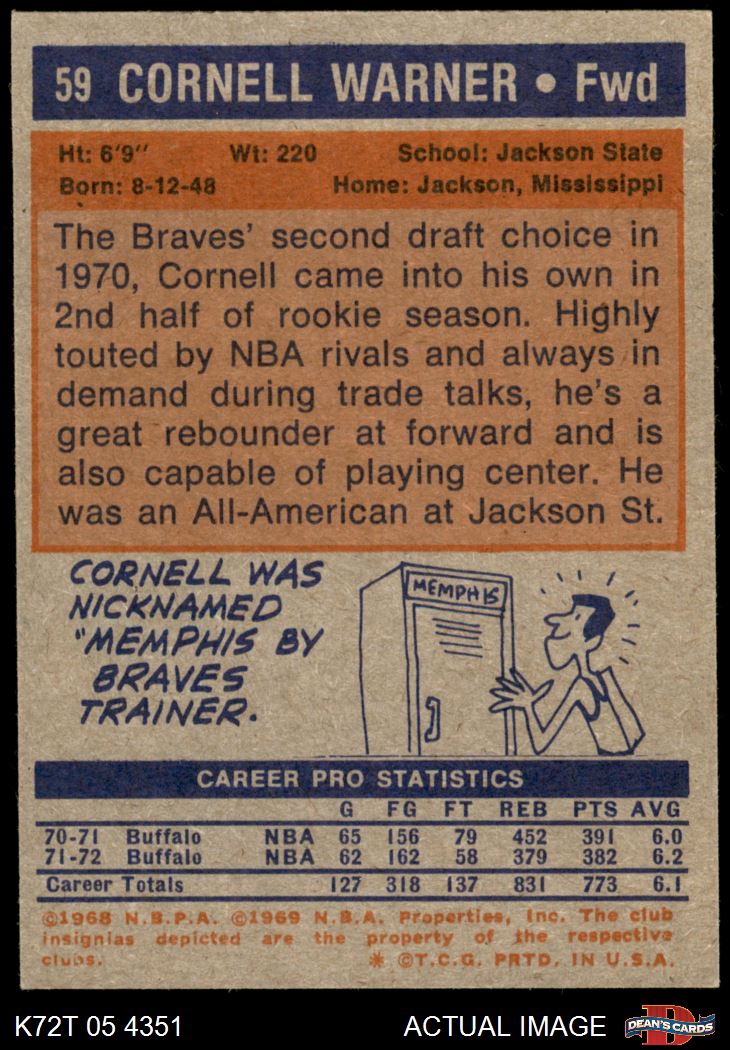 59 CORNELL WARNER • Fwd
Ht: 6'9" Wt: 220 School: Jackson State
Born: 8-12-48 Home: Jackson, Mississippi
The Braves' second draft choice in
1970, Cornell came into his own in
2nd half of rookie season. Highly
touted by NBA rivals and always in
demand during trade talks, he's a
great rebounder at forward and is
also capable of playing center. He
was an All-American at Jackson St.
CORNELL WAS
NICKNAMED
"MEMPHIS BY
BRAVES
TRAINER.
MEMPHIS
CAREER PRO STATISTICS
G FG FT REB PTS AVG
70-71 Buffalo NBA 65 156 79 452 391 6.0
71-72 Buffalo NBA 62 162 58 379 382 6.2
Career Totals 127 318 137 831 773 6.1
©1968 N.B.P.A. ©1969 N.B.A. Properties, Inc. The club
insignias depicted are the property of the respective
clubs. * ©T.C.G. PRTD. IN U.S.A.
K72T 05 4351 ACTUAL IMAGE DEAN'S CARDS